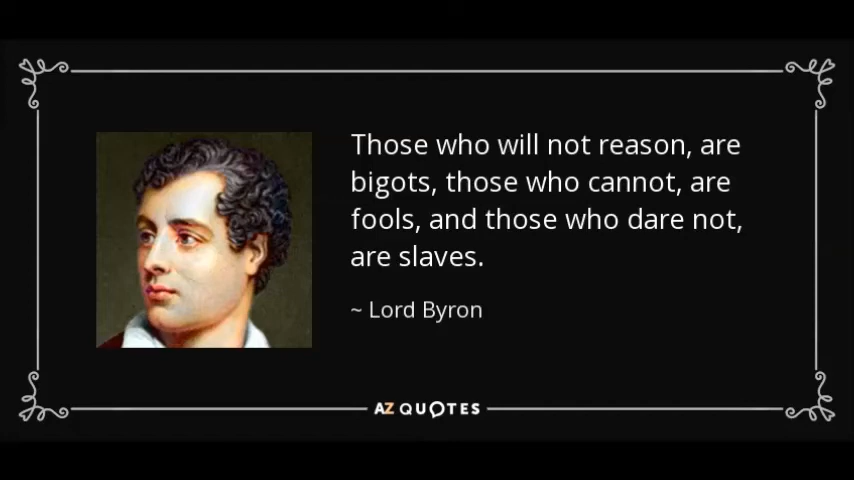 Those who will not reason, are
bigots, those who cannot, are
fools, and those who dare not,
are slaves.
~ Lord Byron
AZ QUOTES